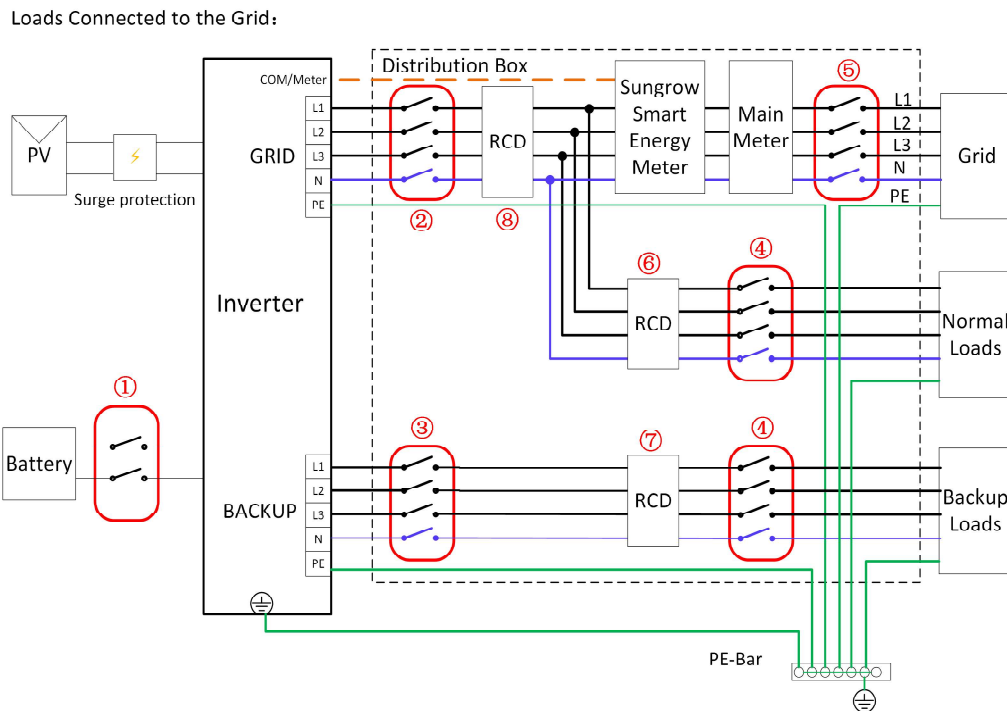 Loads Connected to the Grid：
Distribution Box
COM/Meter
⑤
L1
L1
L2
L2
L3
L3
N
N
PE
PE
GRID
PV
Surge protection
RCD
Sungrow
Smart
Energy
Meter
Main
Meter
Grid
②
⑧
⑥
④
Inverter
RCD
Normal
Loads
①
③
⑦
④
Battery
L1
L2
L3
N
PE
BACKUP
RCD
Backup
Loads
PE-Bar